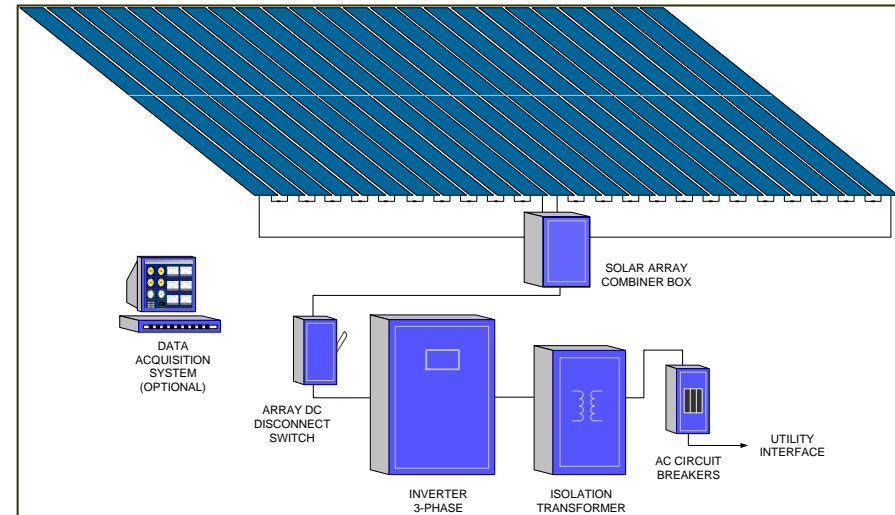 SOLAR ARRAY
COMBINER BOX
DATA
ACQUISITION
SYSTEM
(OPTIONAL)
ARRAY DC
DISCONNECT
SWITCH
UTILITY
INTERFACE
AC CIRCUIT
BREAKERS
INVERTER
3-PHASE
ISOLATION
TRANSFORMER